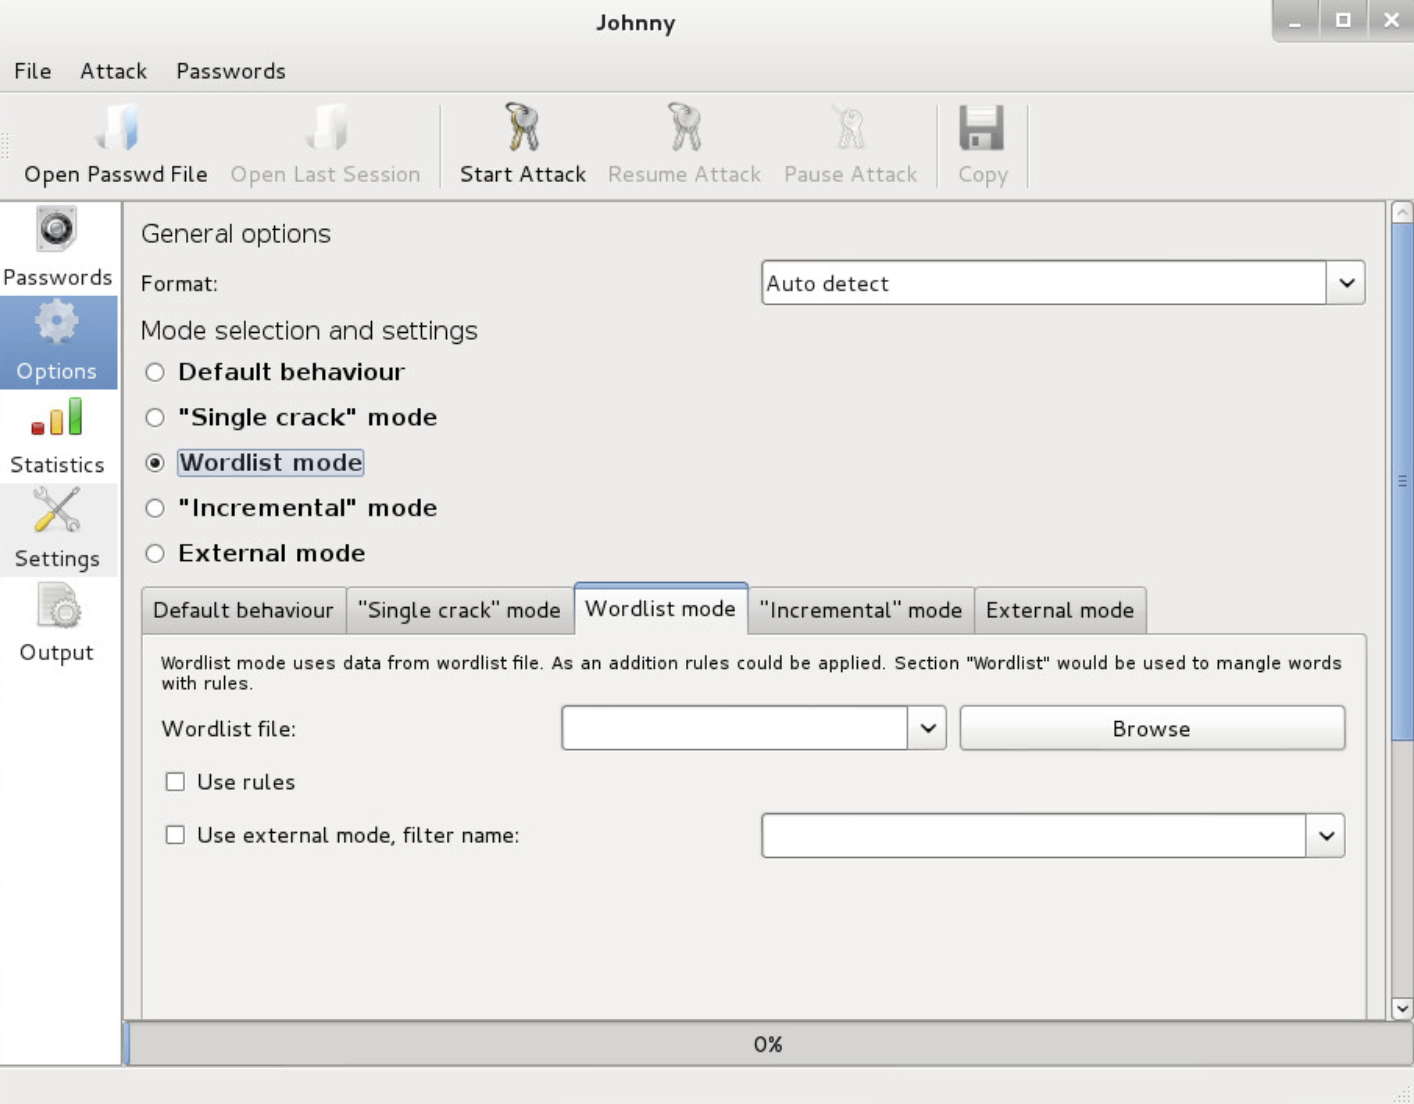 Johnny
File Attack Passwords
Open Passwd File Open Last Session Start Attack Resume Attack Pause Attack Copy
Passwords
Options
Statistics
Settings
Output
General options
Format: Auto detect
Mode selection and settings
Default behaviour
"Single crack" mode
Wordlist mode
"Incremental" mode
External mode
Default behaviour "Single crack" mode Wordlist mode "Incremental" mode External mode
Wordlist mode uses data from wordlist file. As an addition rules could be applied. Section "Wordlist" would be used to mangle words
with rules.
Wordlist file: Browse
Use rules
Use external mode, filter name:
0%